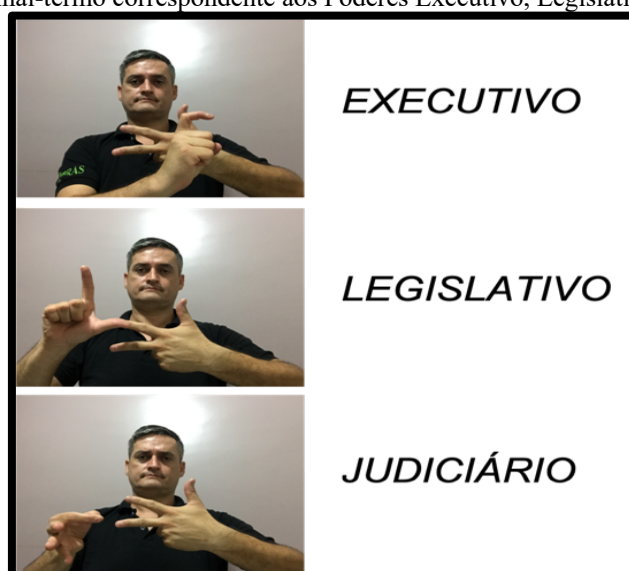 correspondente aos Poderes Executivo,
EXECUTIVO
LEGISLATIVO
JUDICIÁRIO